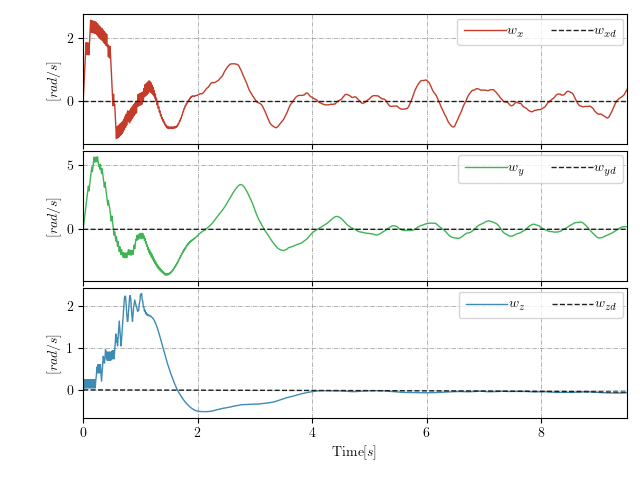 w_x w_xd
2
0
[rad/s]
w_y w_yd
5
0
[rad/s]
w_z w_zd
2
1
0
[rad/s]
0 2 4 6 8
Time[s]